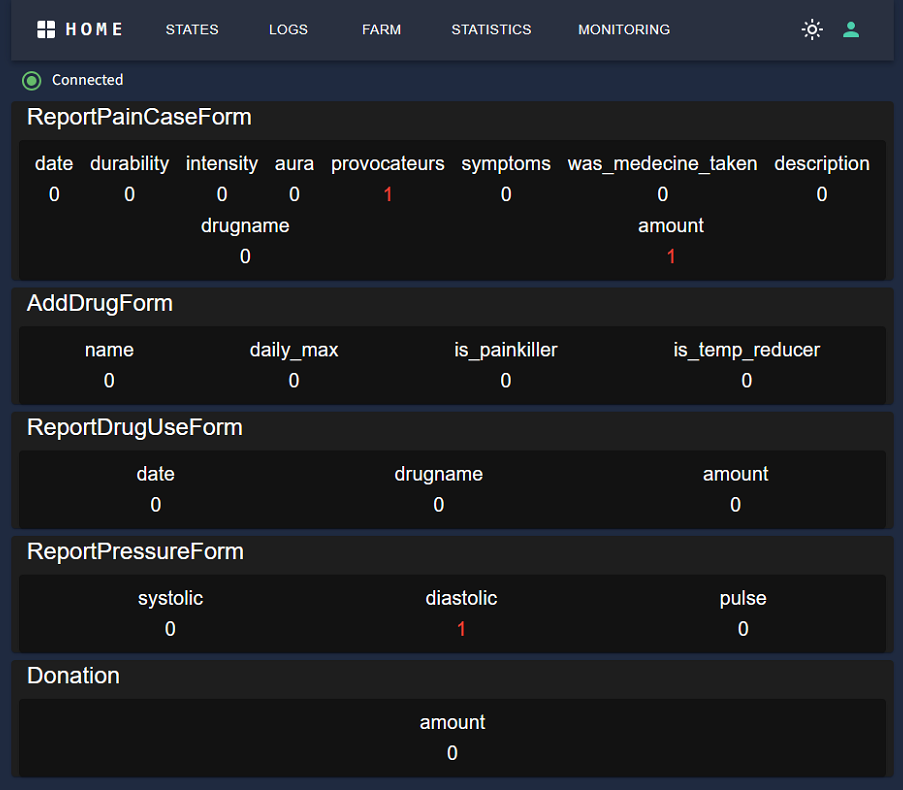 HOME STATES LOGS FARM STATISTICS MONITORING
Connected
ReportPainCaseForm
date durability intensity aura provocateurs symptoms was_medecine_taken description
0 0 0 0 1 0 0 0
drugname amount
0 1
AddDrugForm
name daily_max is_painkiller is_temp_reducer
0 0 0 0
ReportDrugUseForm
date drugname amount
0 0 0
ReportPressureForm
systolic diastolic pulse
0 1 0
Donation
amount
0